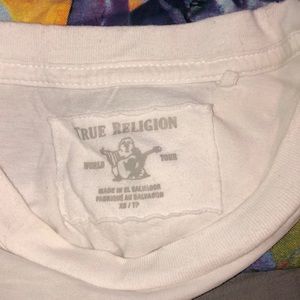 TRUE RELIGION
WORLD TOUR
MADE IN EL SALVADOR
FABRIQUÉ AU SALVADOR
XS / TP